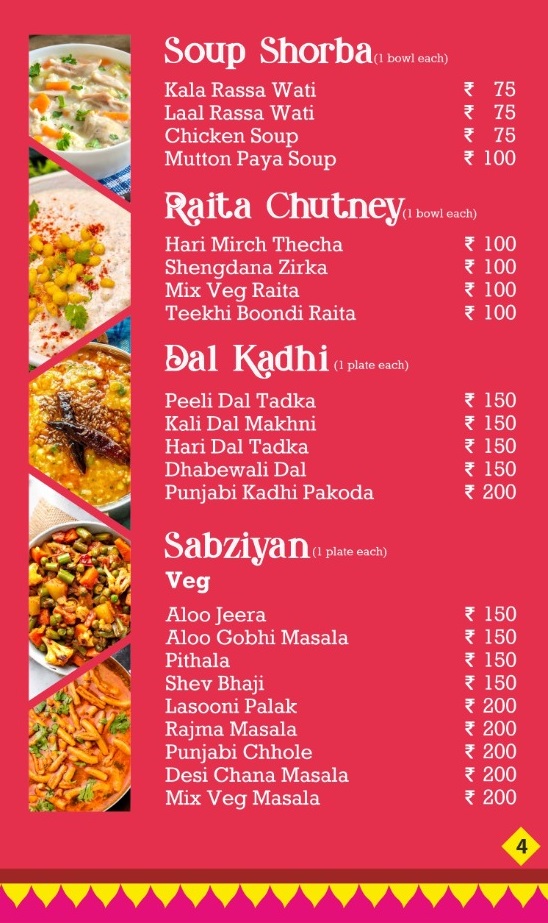 Soup Shorba (1 bowl each)
Kala Rassa Wati ₹ 75
Laal Rassa Wati ₹ 75
Chicken Soup ₹ 75
Mutton Paya Soup ₹ 100
Raita Chutney (1 bowl each)
Hari Mirch Thecha ₹ 100
Shengdana Zirka ₹ 100
Mix Veg Raita ₹ 100
Teekhi Boondi Raita ₹ 100
Dal Kadhi (1 plate each)
Peeli Dal Tadka ₹ 150
Kali Dal Makhni ₹ 150
Hari Dal Tadka ₹ 150
Dhabewali Dal ₹ 150
Punjabi Kadhi Pakoda ₹ 200
Sabziyan (1 plate each)
Veg
Aloo Jeera ₹ 150
Aloo Gobhi Masala ₹ 150
Pithala ₹ 150
Shev Bhaji ₹ 150
Lasooni Palak ₹ 200
Rajma Masala ₹ 200
Punjabi Chhole ₹ 200
Desi Chana Masala ₹ 200
Mix Veg Masala ₹ 200
4